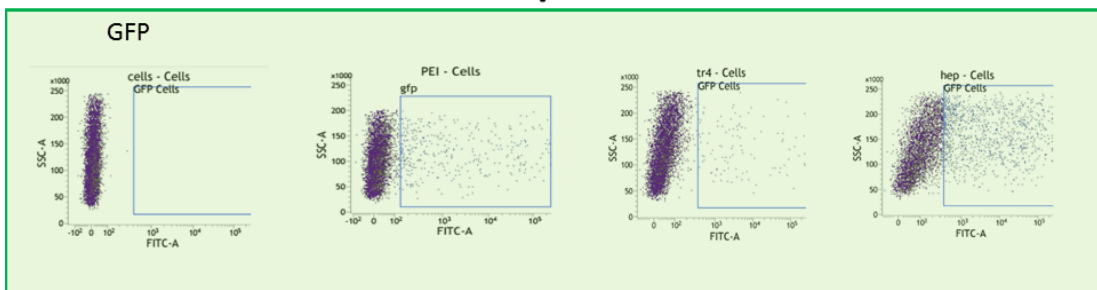 GFP
cells - Cells
x1000
GFP Cells
250
200
150
100
50
0
SSC-A
-10² 0 10² 10³ 10⁴ 10⁵
FITC-A
PEI - Cells
x1000
gfp
250
200
150
100
50
0
SSC-A
-10² 0 10² 10³ 10⁴ 10⁵
FITC-A
tr4 - Cells
x1000
GFP Cells
250
200
150
100
50
0
SSC-A
0 10² 10³ 10⁴ 10⁵
FITC-A
hep - Cells
x1000
GFP Cells
250
200
150
100
50
0
SSC-A
0 10² 10³ 10⁴ 10⁵
FITC-A